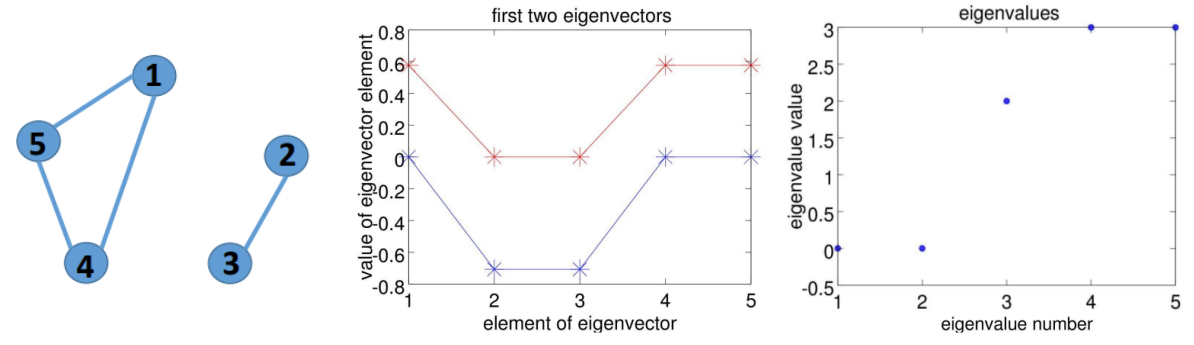 1
5
2
4
3
first two eigenvectors
value of eigenvector element
0.8
0.6
0.4
0.2
0
-0.2
-0.4
-0.6
-0.8
1 2 3 4 5
element of eigenvector
eigenvalues
eigenvalue value
3
2.5
2
1.5
1
0.5
0
-0.5
1 2 3 4 5
eigenvalue number